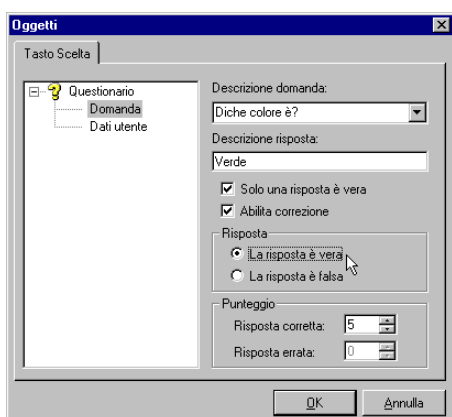 Oggetti
Tasto Scelta
Questionario
Domanda
Dati utente
Descrizione domanda:
Diche colore è?
Descrizione risposta:
Verde
Solo una risposta è vera
Abilita correzione
Risposta
La risposta è vera
La risposta è falsa
Punteggio
Risposta corretta: 5
Risposta errata: 0
OK Annulla